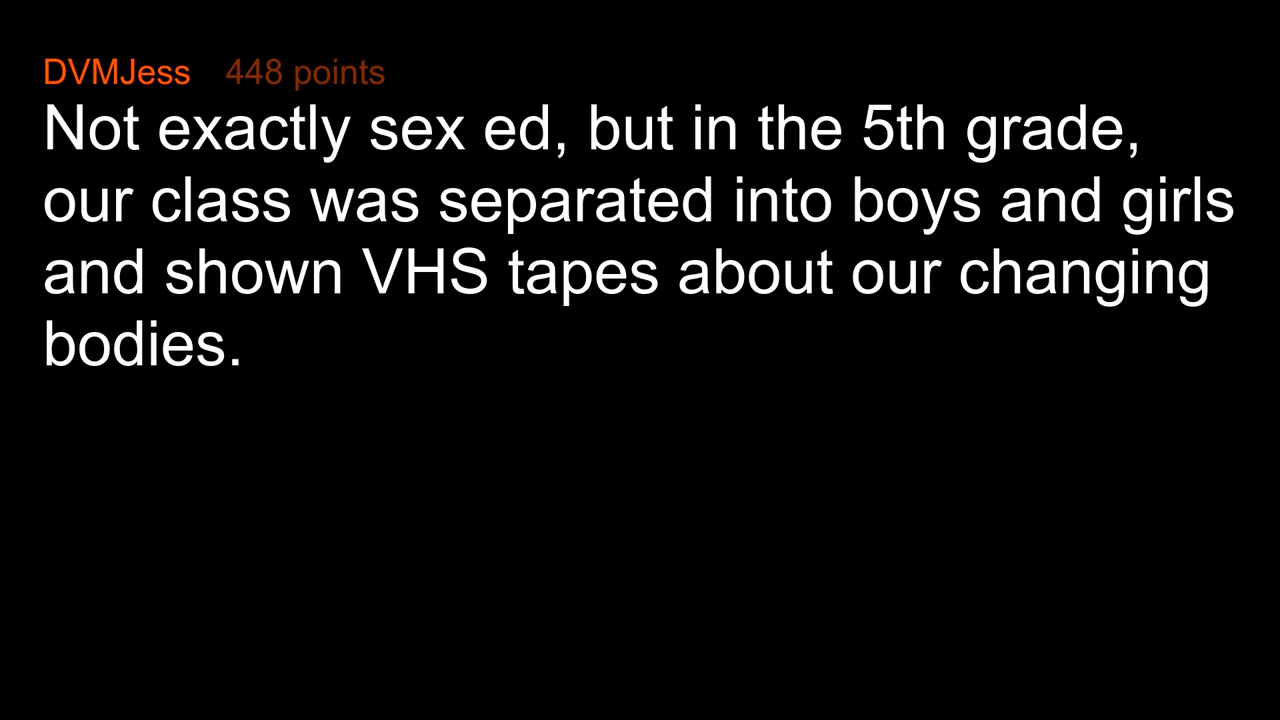 DVMJess 448 points
Not exactly sex ed, but in the 5th grade,
our class was separated into boys and girls
and shown VHS tapes about our changing
bodies.